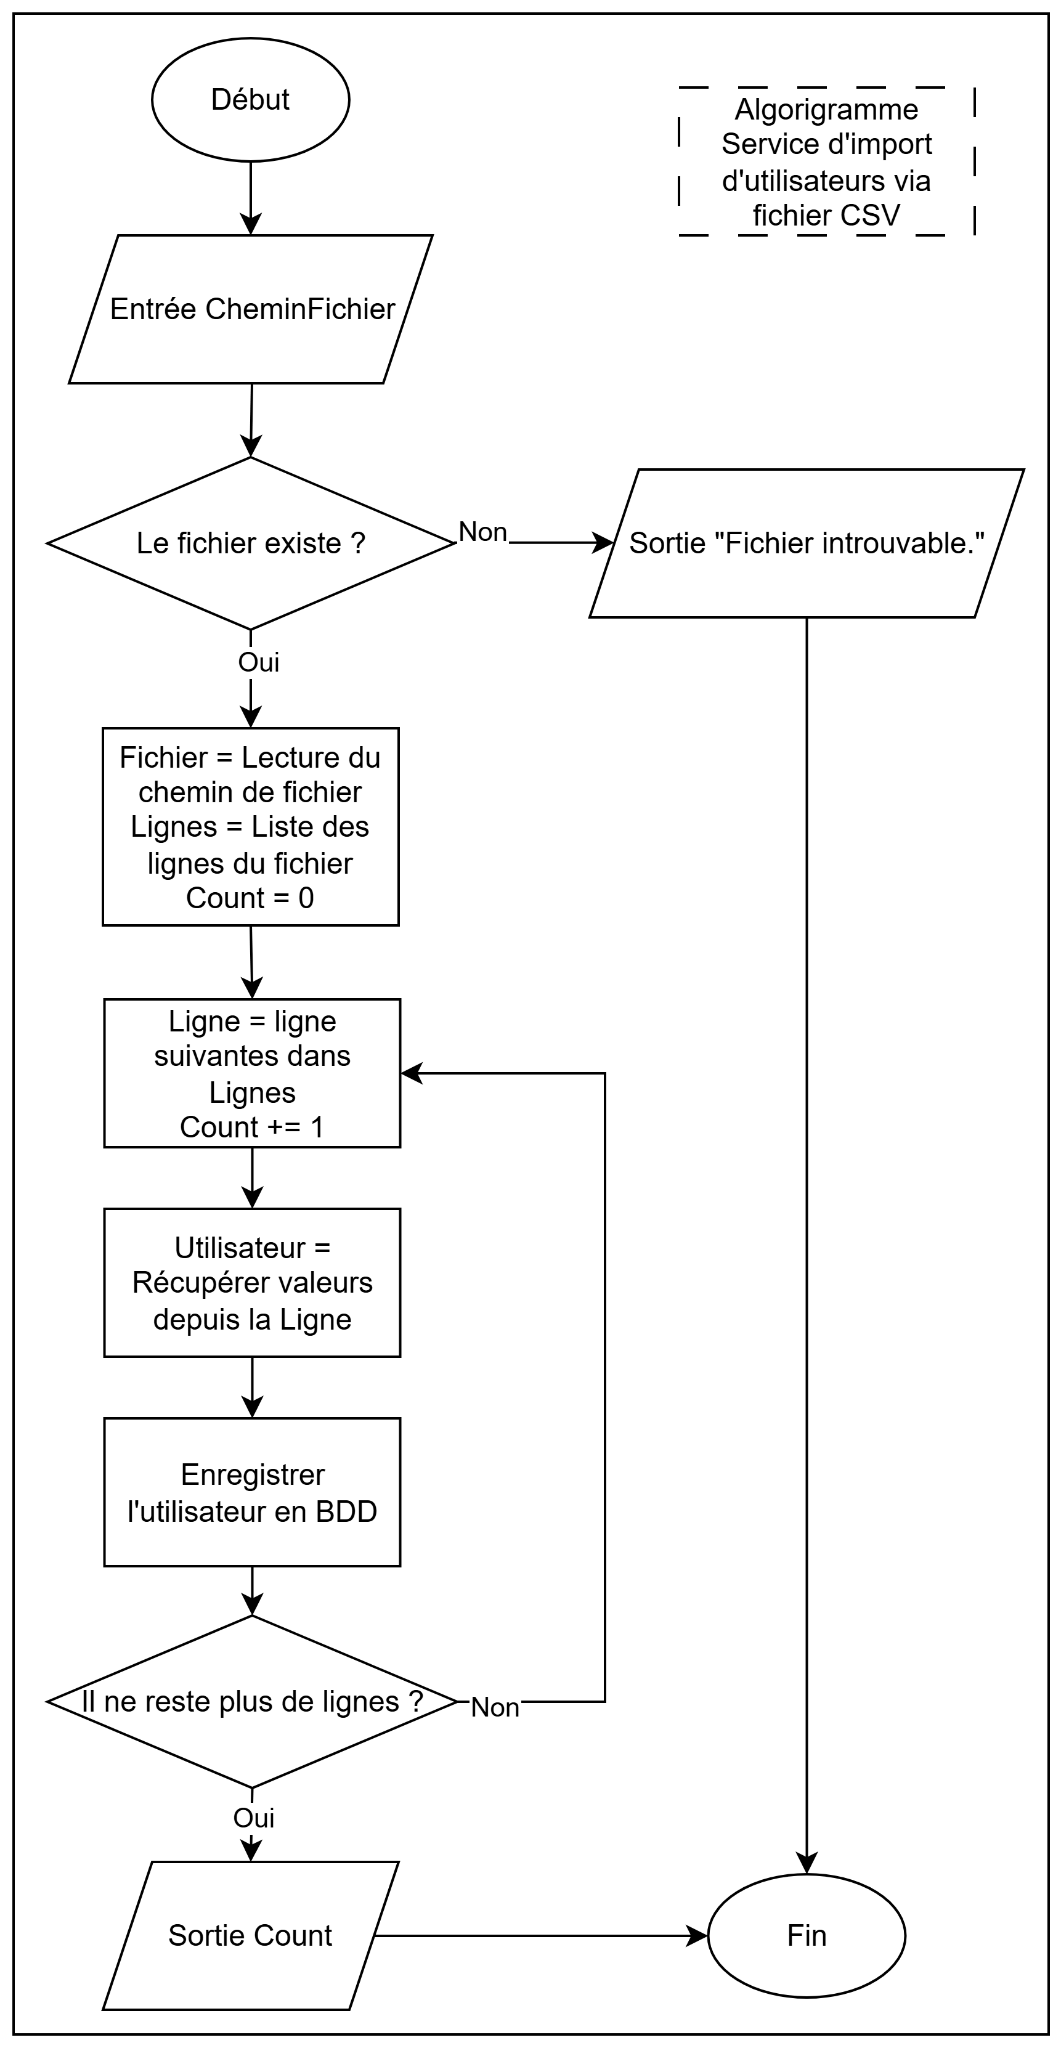 Début
Algorigramme
Service d'import
d'utilisateurs via
fichier CSV
Entrée CheminFichier
Le fichier existe ?
Non
Sortie "Fichier introuvable."
Oui
Fichier = Lecture du
chemin de fichier
Lignes = Liste des
lignes du fichier
Count = 0
Ligne = ligne
suivantes dans
Lignes
Count += 1
Utilisateur =
Récupérer valeurs
depuis la Ligne
Enregistrer
l'utilisateur en BDD
Il ne reste plus de lignes ?
Non
Oui
Sortie Count
Fin